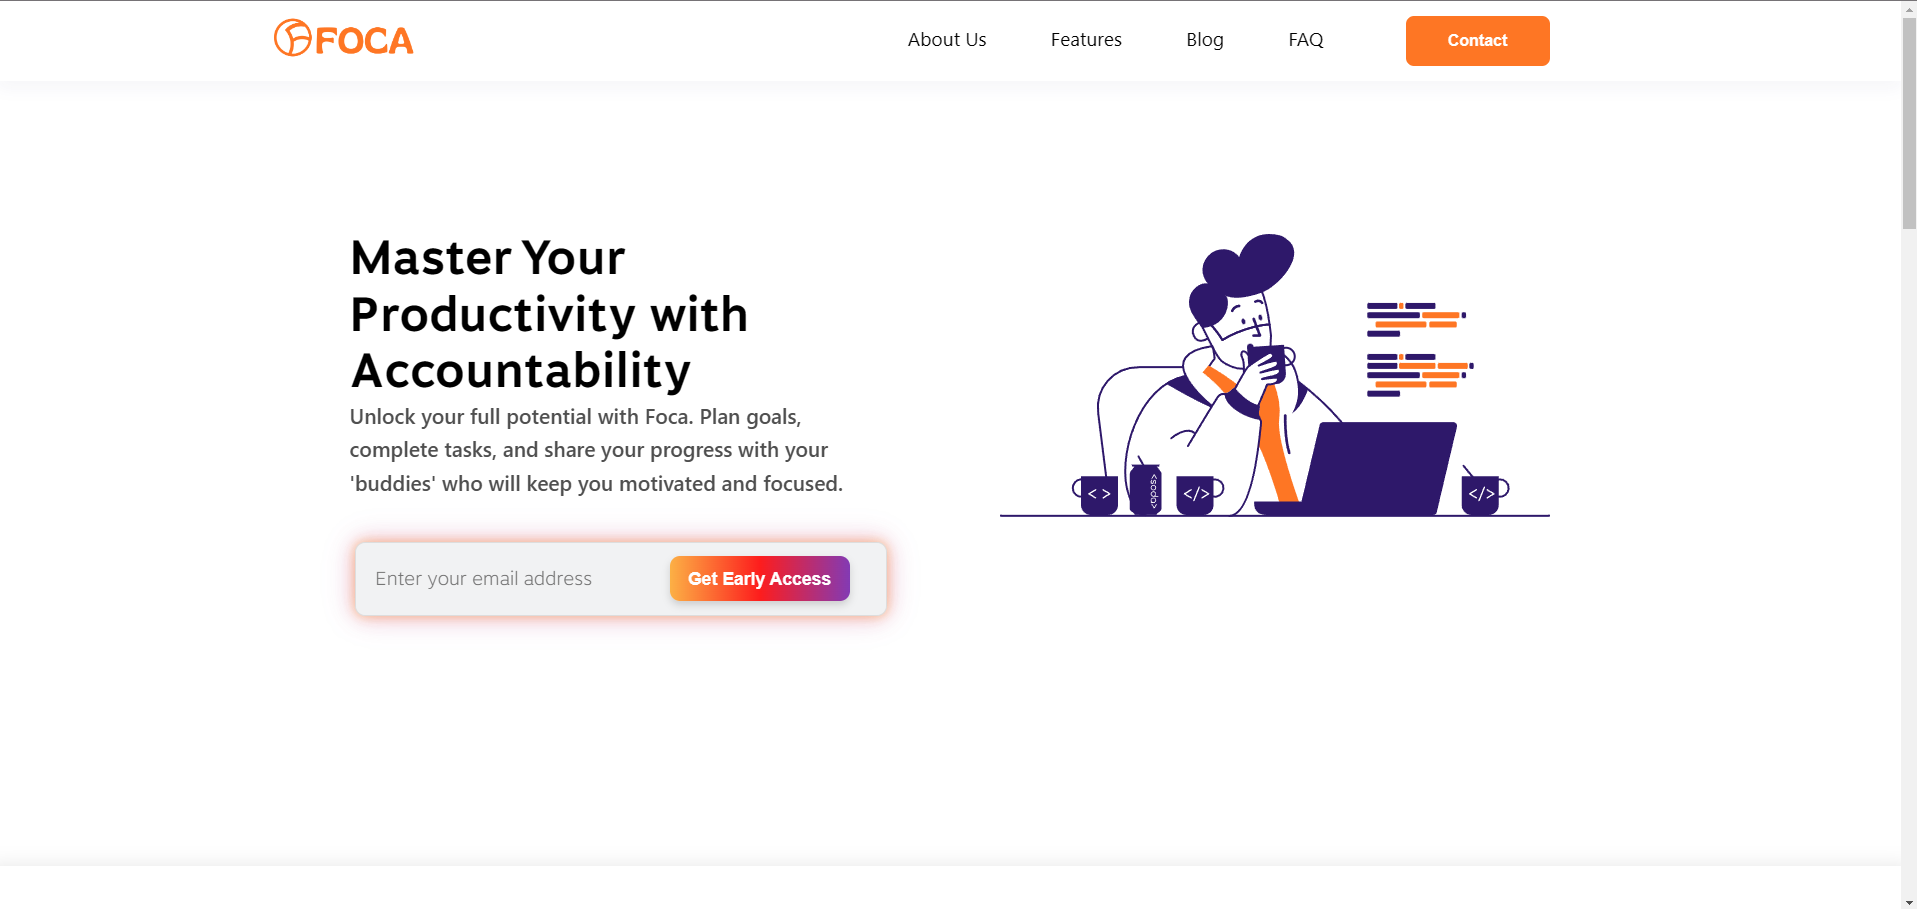 FOCA
About Us
Features
Blog
FAQ
Contact
Master Your
Productivity with
Accountability
Unlock your full potential with Foca. Plan goals,
complete tasks, and share your progress with your
'buddies' who will keep you motivated and focused.
Enter your email address
Get Early Access
< >
<soda>
</>
</>